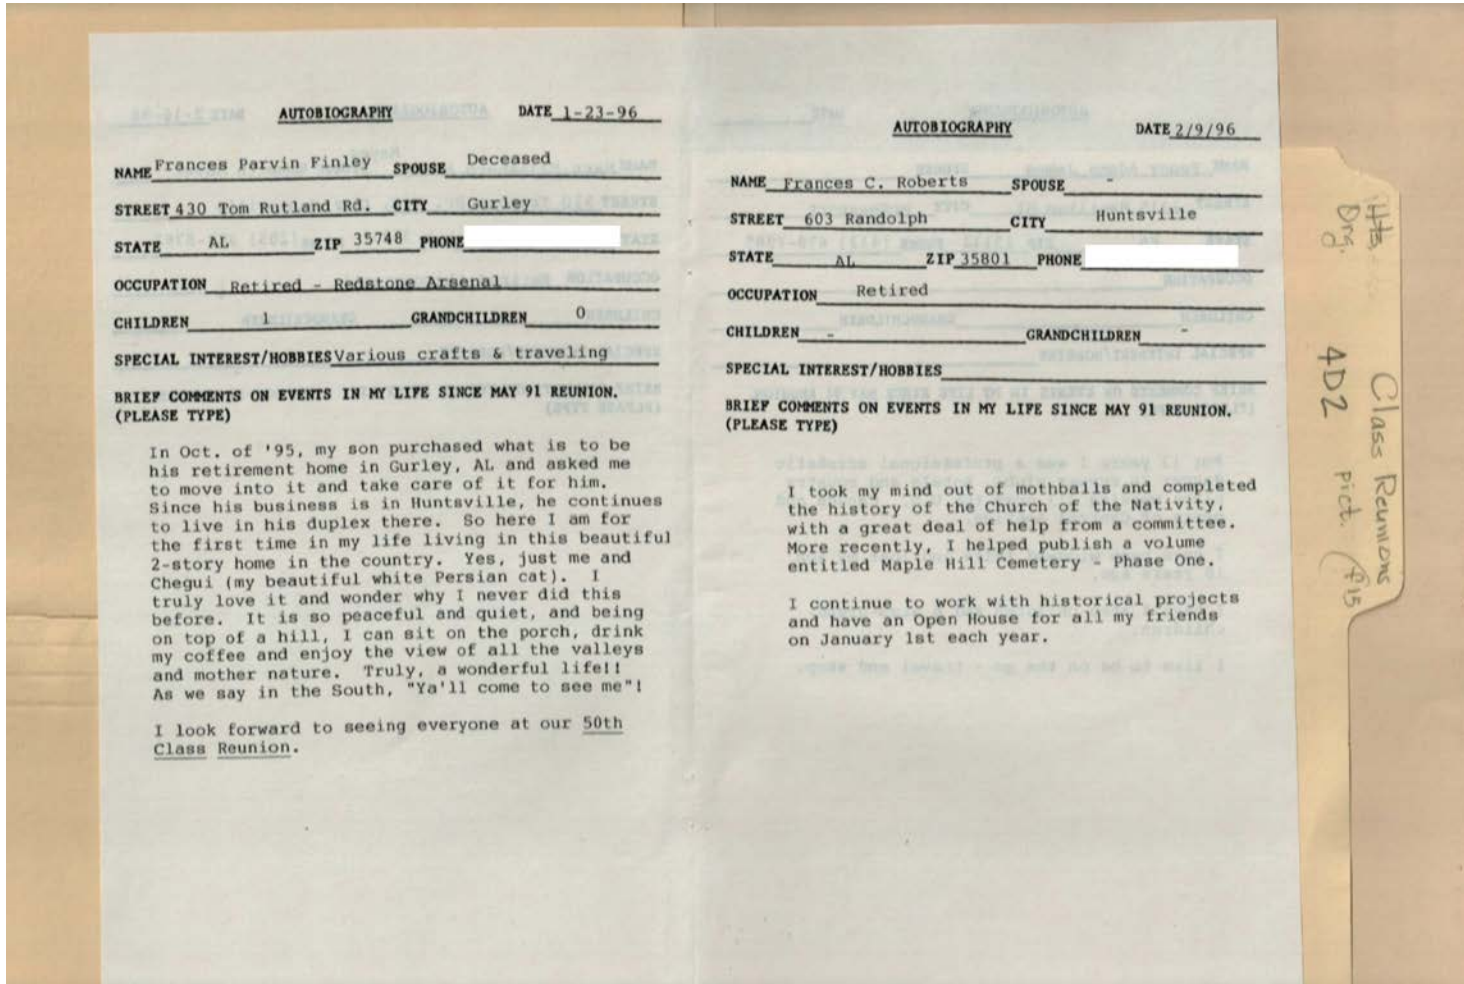 AUTOBIOGRAPHY DATE 1-23-96
NAME Frances Parvin Finley SPOUSE Deceased
STREET 430 Tom Rutland Rd. CITY Gurley
STATE AL ZIP 35748 PHONE
OCCUPATION Retired - Redstone Arsenal
CHILDREN 1 GRANDCHILDREN 0
SPECIAL INTEREST/HOBBIES Various crafts & traveling
BRIEF COMMENTS ON EVENTS IN MY LIFE SINCE MAY 91 REUNION.
(PLEASE TYPE)
In Oct. of '95, my son purchased what is to be
his retirement home in Gurley, AL and asked me
to move into it and take care of it for him.
Since his business is in Huntsville, he continues
to live in his duplex there. So here I am for
the first time in my life living in this beautiful
2-story home in the country. Yes, just me and
Chegui (my beautiful white Persian cat). I
truly love it and wonder why I never did this
before. It is so peaceful and quiet, and being
on top of a hill, I can sit on the porch, drink
my coffee and enjoy the view of all the valleys
and mother nature. Truly, a wonderful life!!
As we say in the South, "Ya'll come to see me"!
I look forward to seeing everyone at our 50th
Class Reunion.
AUTOBIOGRAPHY DATE 2/9/96
NAME Frances C. Roberts SPOUSE -
STREET 603 Randolph CITY Huntsville
STATE AL ZIP 35801 PHONE
OCCUPATION Retired
CHILDREN - GRANDCHILDREN -
SPECIAL INTEREST/HOBBIES
BRIEF COMMENTS ON EVENTS IN MY LIFE SINCE MAY 91 REUNION.
(PLEASE TYPE)
I took my mind out of mothballs and completed
the history of the Church of the Nativity,
with a great deal of help from a committee.
More recently, I helped publish a volume
entitled Maple Hill Cemetery - Phase One.
I continue to work with historical projects
and have an Open House for all my friends
on January 1st each year.
Class Reunions
Org. 4D2 pict.